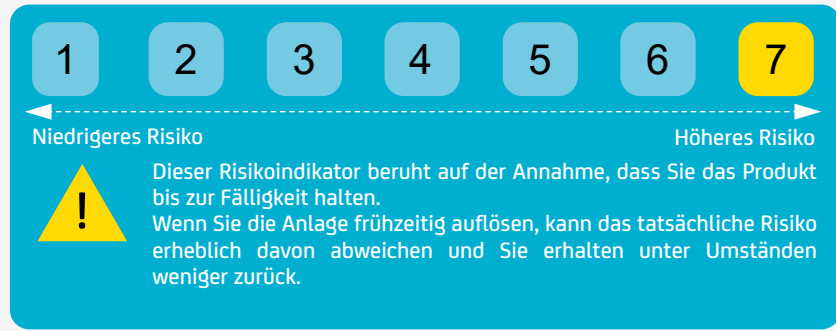 1 2 3 4 5 6 7
Niedrigeres Risiko Höheres Risiko
!
Dieser Risikoindikator beruht auf der Annahme, dass Sie das Produkt
bis zur Fälligkeit halten.
Wenn Sie die Anlage frühzeitig auflösen, kann das tatsächliche Risiko
erheblich davon abweichen und Sie erhalten unter Umständen
weniger zurück.